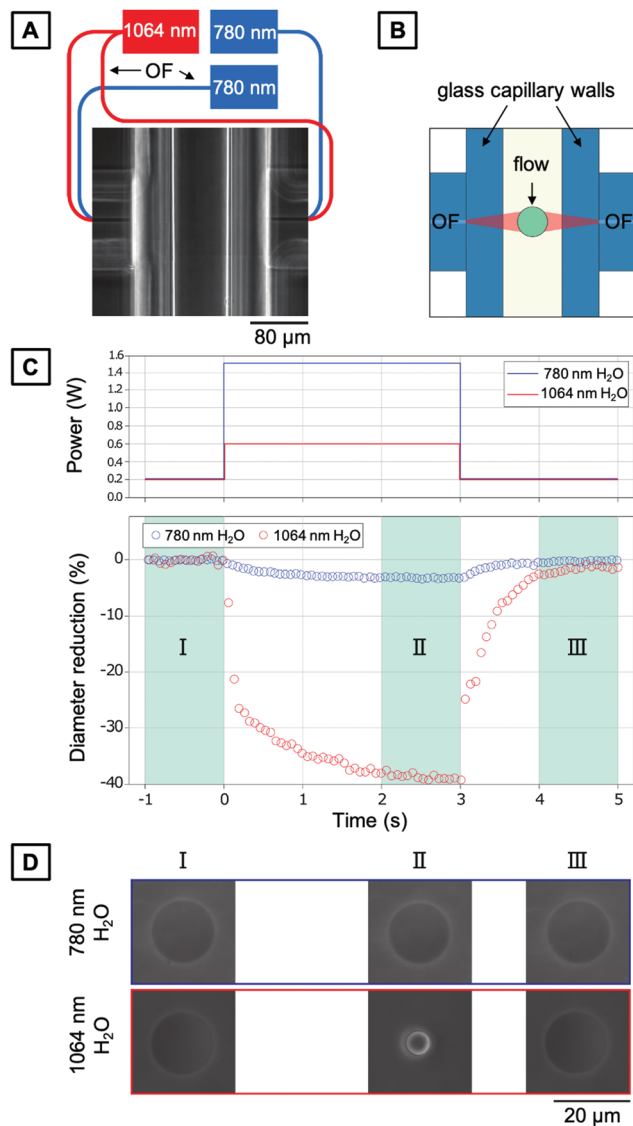 A
1064 nm
780 nm
OF
780 nm
80 µm
B
glass capillary walls
flow
OF
OF
C
Power (W)
1.6
1.4
1.2
1.0
0.8
0.6
0.4
0.2
0.0
780 nm H₂O
1064 nm H₂O
Diameter reduction (%)
780 nm H₂O
1064 nm H₂O
0
-10
-20
-30
-40
I
II
III
-1
0
1
2
3
4
5
Time (s)
D
I
II
III
780 nm
H₂O
1064 nm
H₂O
20 µm